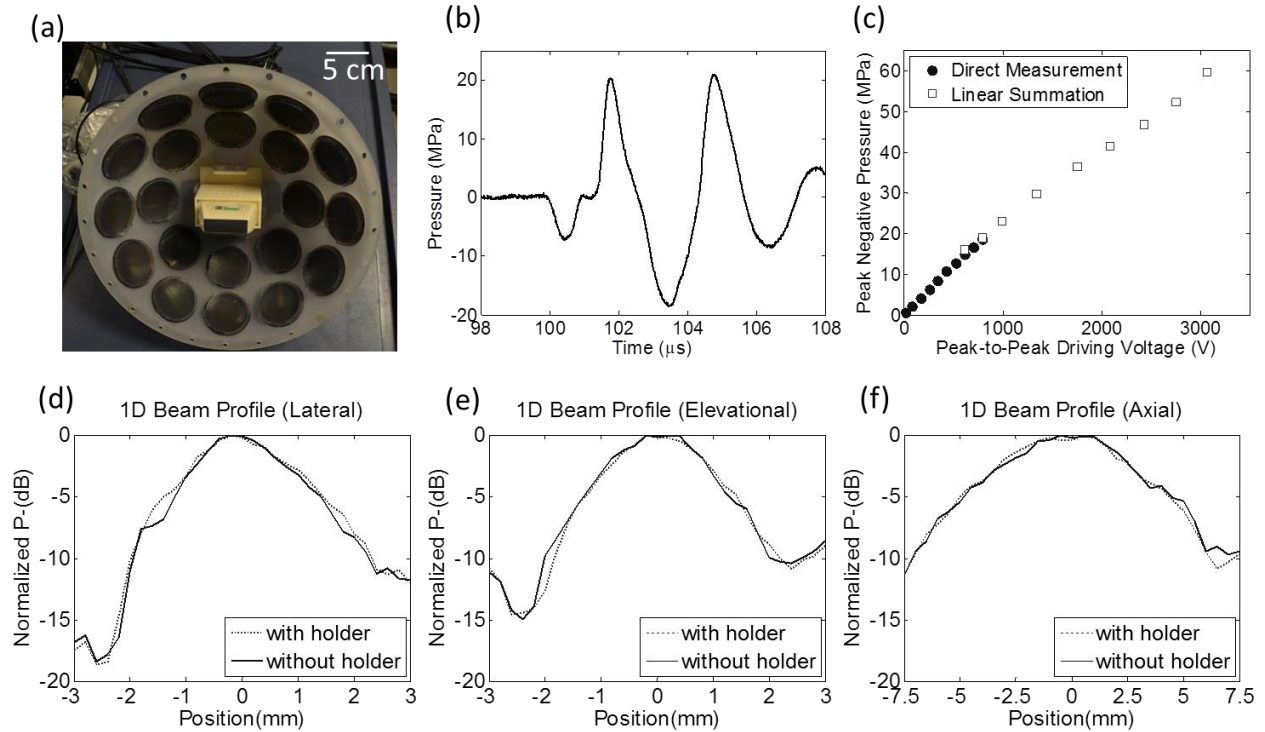 (a)
5 cm
(b)
20
10
0
-10
-20
98
100
102
104
106
108
Pressure (MPa)
Time (μs)
(c)
60
50
40
30
20
10
0
0
1000
2000
3000
Peak Negative Pressure (MPa)
Peak-to-Peak Driving Voltage (V)
Direct Measurement
Linear Summation
(d)
1D Beam Profile (Lateral)
0
-5
-10
-15
-20
-3
-2
-1
0
1
2
3
Normalized P-(dB)
Position(mm)
with holder
without holder
(e)
1D Beam Profile (Elevational)
0
-5
-10
-15
-20
-3
-2
-1
0
1
2
3
Normalized P-(dB)
Position(mm)
with holder
without holder
(f)
1D Beam Profile (Axial)
0
-5
-10
-15
-20
-7.5
-5
-2.5
0
2.5
5
7.5
Normalized P-(dB)
Position(mm)
with holder
without holder